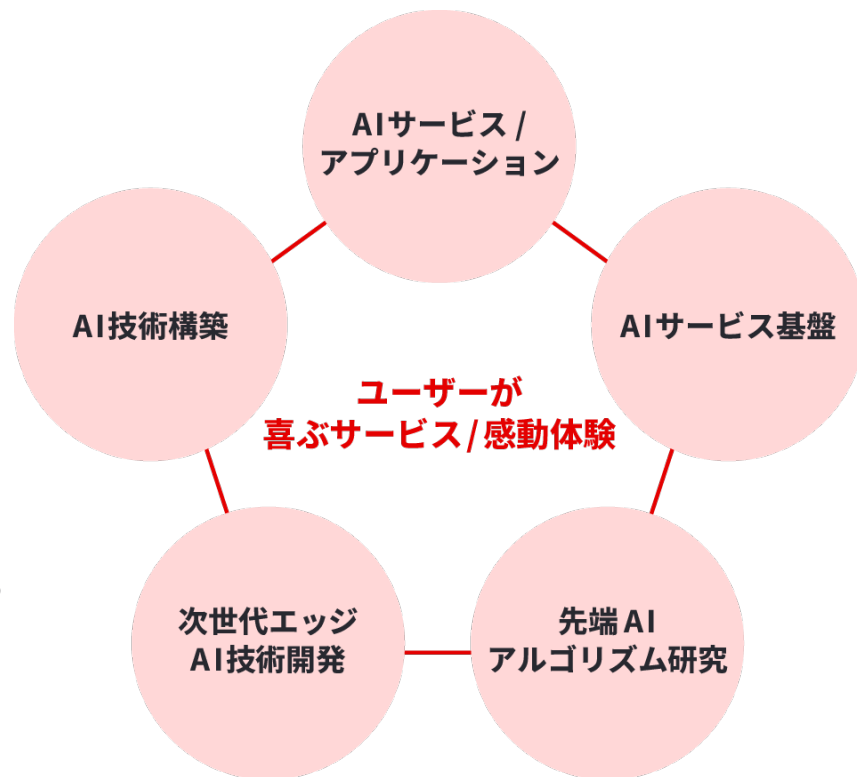 AIサービス /
アプリケーション
AI技術構築
AIサービス基盤
ユーザーが
喜ぶサービス/感動体験
次世代エッジ
AI技術開発
先端AI
アルゴリズム研究